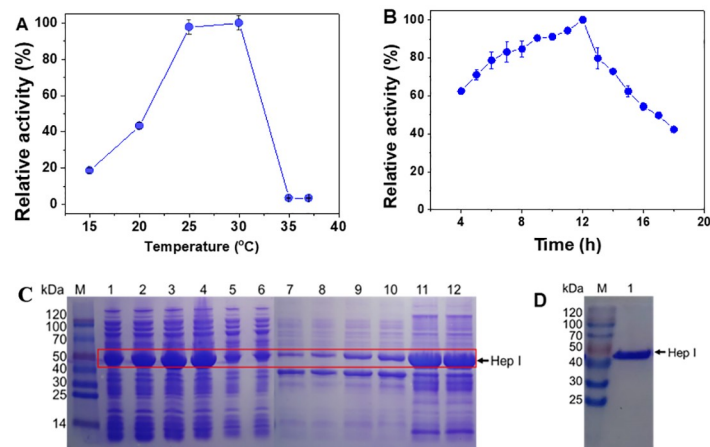 A
Relative activity (%)
100
80
60
40
20
0
15 20 25 30 35 40
Temperature (°C)
B
Relative activity (%)
100
80
60
40
20
0
4 8 12 16 20
Time (h)
C
kDa M 1 2 3 4 5 6 7 8 9 10 11 12
120
100
70
50
40
30
25
14
Hep I
D
kDa M 1
120
100
70
50
40
30
25
Hep I